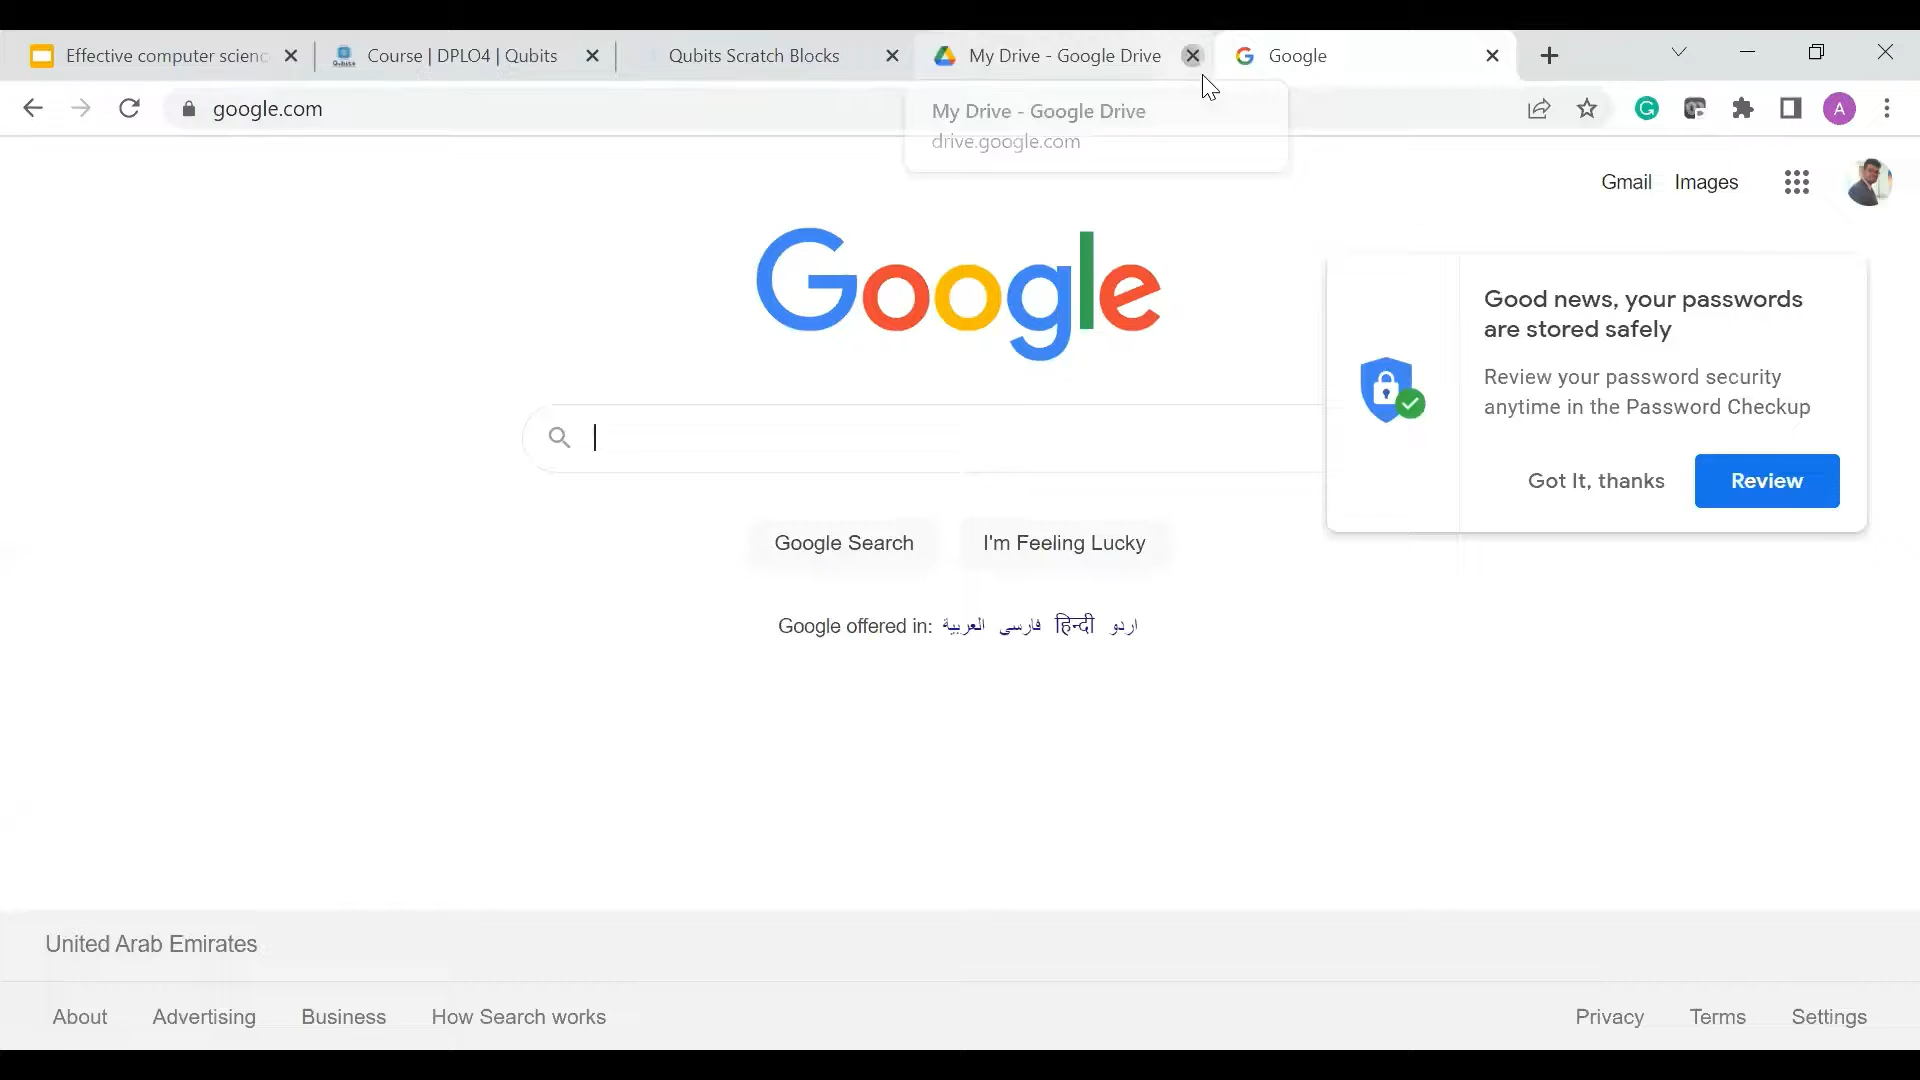 Effective computer scienc
Course | DPLO4 | Qubits
Qubits Scratch Blocks
My Drive - Google Drive
Google
google.com
My Drive - Google Drive
drive.google.com
A
Gmail Images
Google
Good news, your passwords
are stored safely
Review your password security
anytime in the Password Checkup
Got It, thanks
Review
Google Search
I'm Feeling Lucky
Google offered in: العربية فارسی हिन्दी اردو
United Arab Emirates
About Advertising Business How Search works
Privacy Terms Settings